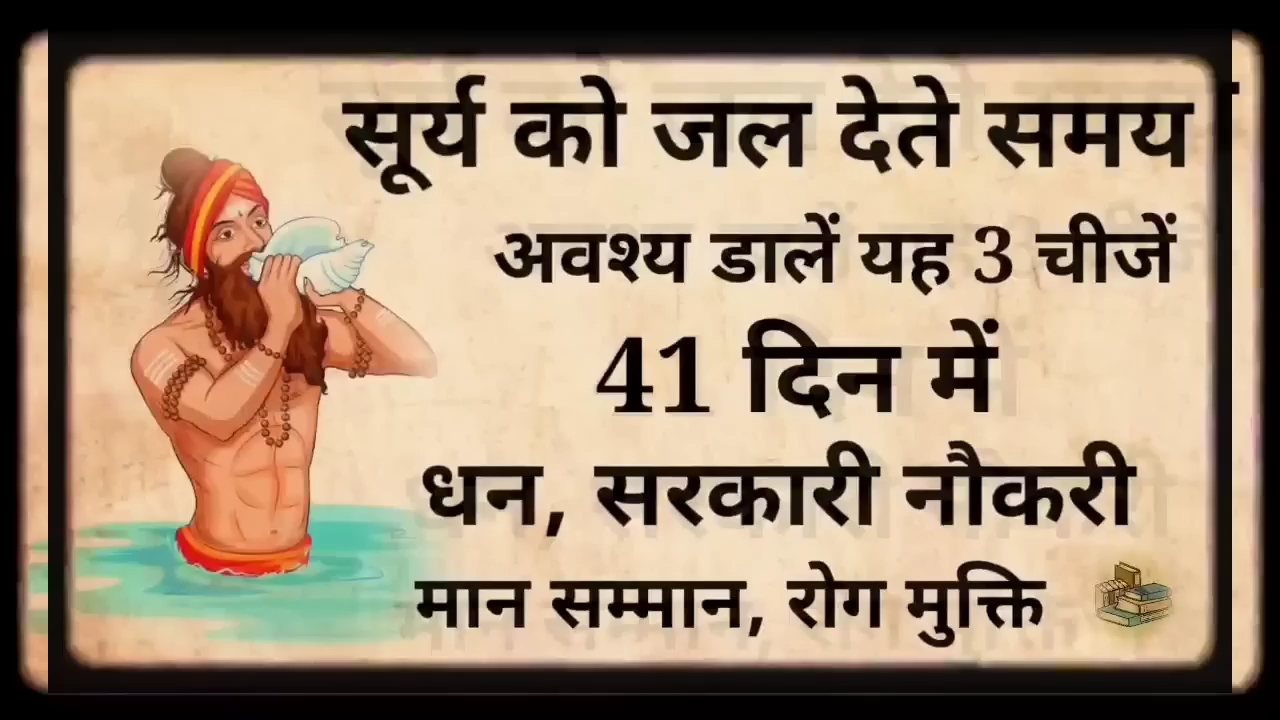 सूर्य को जल देते समय
अवश्य डालें यह 3 चीजें
41 दिन में
धन, सरकारी नौकरी
मान सम्मान, रोग मुक्ति